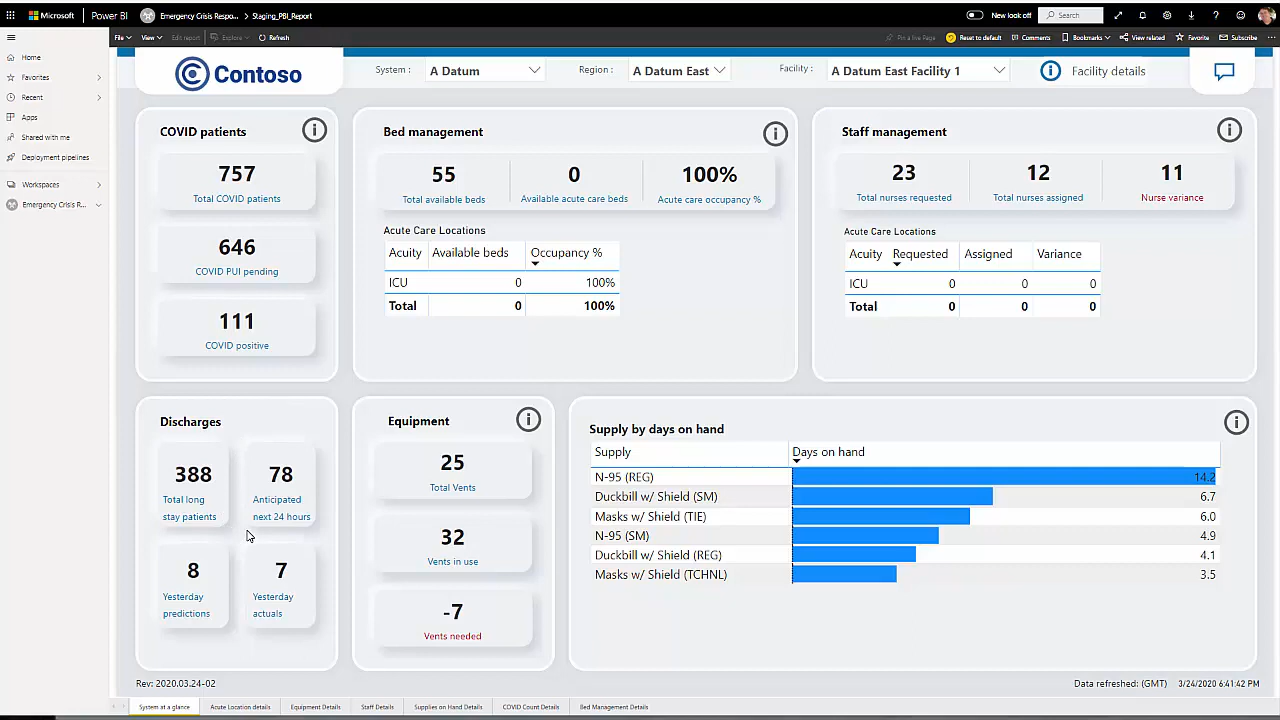 Microsoft Power BI Emergency Crisis Respo... > Staging_PBI_Report New look off Search
File View Edit report Explore Refresh Pin a live Page Reset to default Comments Bookmarks View related Favorite Subscribe ...
Home
Favorites
Recent
Apps
Shared with me
Deployment pipelines
Workspaces
Emergency Crisis R...
Contoso
System : A Datum Region : A Datum East Facility : A Datum East Facility 1 Facility details
COVID patients
757
Total COVID patients
646
COVID PUI pending
111
COVID positive
Bed management
55 0 100%
Total available beds Available acute care beds Acute care occupancy %
Acute Care Locations
Acuity Available beds Occupancy %
ICU 0 100%
Total 0 100%
Staff management
23 12 11
Total nurses requested Total nurses assigned Nurse variance
Acute Care Locations
Acuity Requested Assigned Variance
ICU 0 0 0
Total 0 0 0
Discharges
388 78
Total long Anticipated
stay patients next 24 hours
8 7
Yesterday Yesterday
predictions actuals
Equipment
25
Total Vents
32
Vents in use
-7
Vents needed
Supply by days on hand
Supply Days on hand
N-95 (REG) 14.2
Duckbill w/ Shield (SM) 6.7
Masks w/ Shield (TIE) 6.0
N-95 (SM) 4.9
Duckbill w/ Shield (REG) 4.1
Masks w/ Shield (TCHNL) 3.5
Rev: 2020.03.24-02 Data refreshed: (GMT) 3/24/2020 6:41:42 PM
System at a glance Acute Location details Equipment Details Staff Details Supplies on Hand Details COVID Count Details Bed Management Details